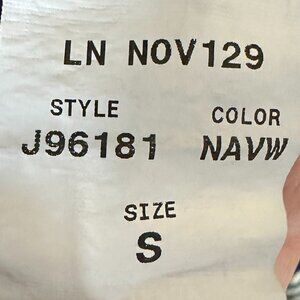 LN NOV129
STYLE COLOR
J96181 NAVW
SIZE
S